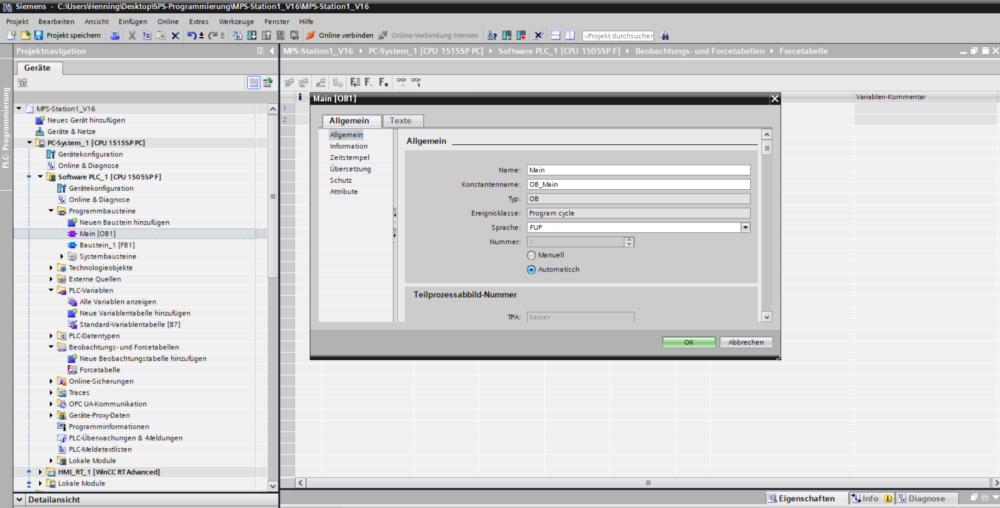 Siemens - C:\Users\Henning\Desktop\SPS-Programmierung\MPS-Station1_V16\MPS-Station1_V16
Projekt Bearbeiten Ansicht Einfügen Online Extras Werkzeuge Fenster Hilfe
Projekt speichern Online verbinden Online-Verbindung trennen <Projekt durchsuchen
Projektnavigation
MPS-Station1_V16 PC-System_1 [CPU 1515SP PC] Software PLC_1 [CPU 1505SP F] Beobachtungs- und Forcetabellen Forcetabelle
Geräte
PLC-Programmierung
MPS-Station1_V16
Neues Gerät hinzufügen
Geräte & Netze
PC-System_1 [CPU 1515SP PC]
Gerätekonfiguration
Online & Diagnose
Software PLC_1 [CPU 1505SP F]
Gerätekonfiguration
Online & Diagnose
Programmbausteine
Neuen Baustein hinzufügen
Main [OB1]
Baustein_1 [FB1]
Systembausteine
Technologieobjekte
Externe Quellen
PLC-Variablen
Alle Variablen anzeigen
Neue Variablentabelle hinzufügen
Standard-Variablentabelle [87]
PLC-Datentypen
Beobachtungs- und Forcetabellen
Neue Beobachtungstabelle hinzufügen
Forcetabelle
Online-Sicherungen
Traces
OPC UA-Kommunikation
Geräte-Proxy-Daten
Programminformationen
PLC-Überwachungen & -Meldungen
PLC-Meldetextlisten
Lokale Module
HMI_RT_1 [WinCC RT Advanced]
Lokale Module
Detailansicht
i
Variablen-Kommentar
1
2
Main [OB1]
Allgemein Texte
Allgemein
Information
Zeitstempel
Übersetzung
Schutz
Attribute
Allgemein
Name: Main
Konstantenname: OB_Main
Typ: OB
Ereignisklasse: Program cycle
Sprache: FUP
Nummer: 1
Manuell
Automatisch
Teilprozessabbild-Nummer
TPA: Keiner
OK Abbrechen
Eigenschaften Info Diagnose